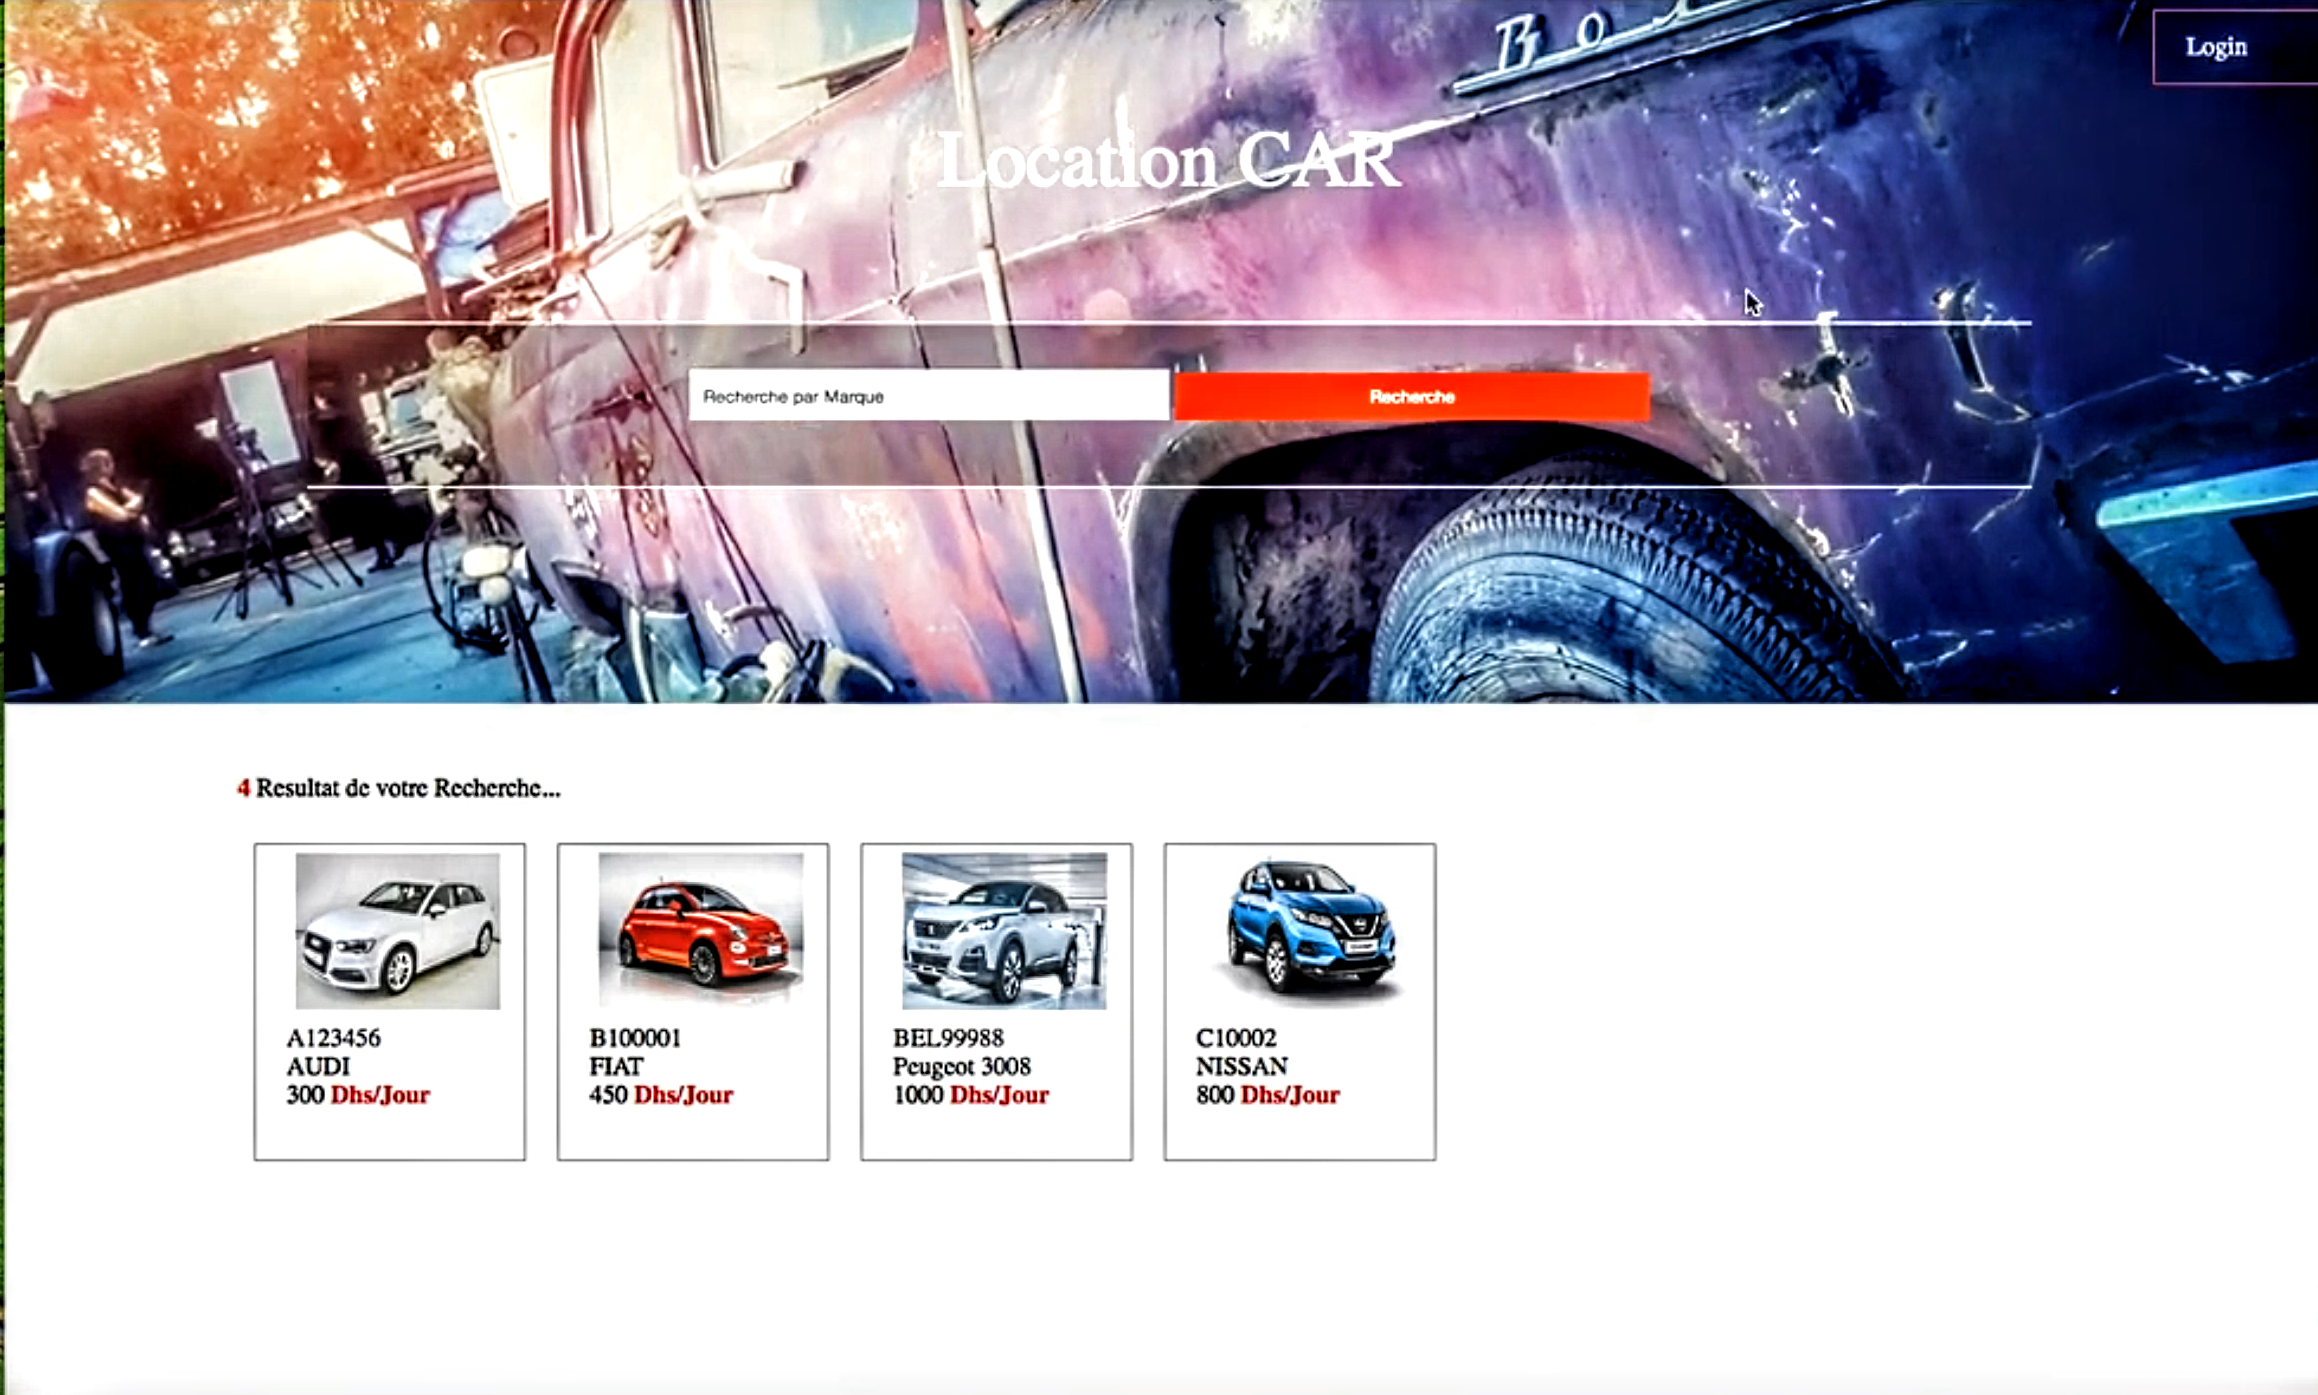 Login
Location CAR
Recherche par Marque
Recherche
4 Resultat de votre Recherche...
A123456
AUDI
300 Dhs/Jour
B100001
FIAT
450 Dhs/Jour
BEL99988
Peugeot 3008
1000 Dhs/Jour
C10002
NISSAN
800 Dhs/Jour